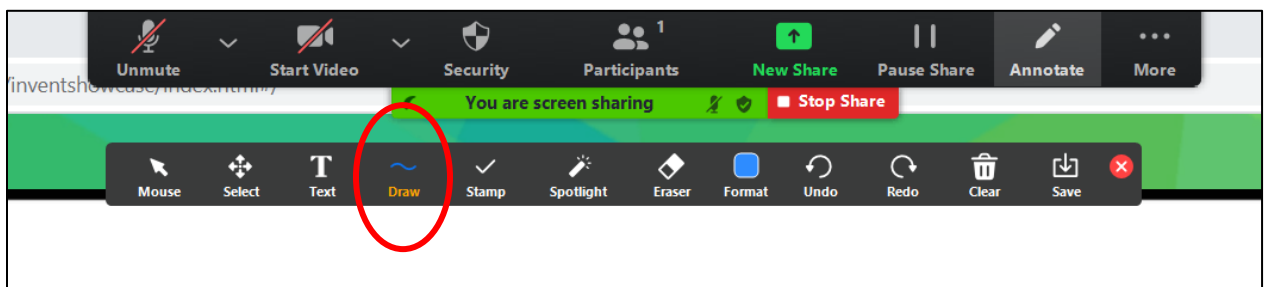 1
Unmute Start Video Security Participants New Share Pause Share Annotate More
/inventshowcase/index.html#/
You are screen sharing Stop Share
Mouse Select Text Draw Stamp Spotlight Eraser Format Undo Redo Clear Save